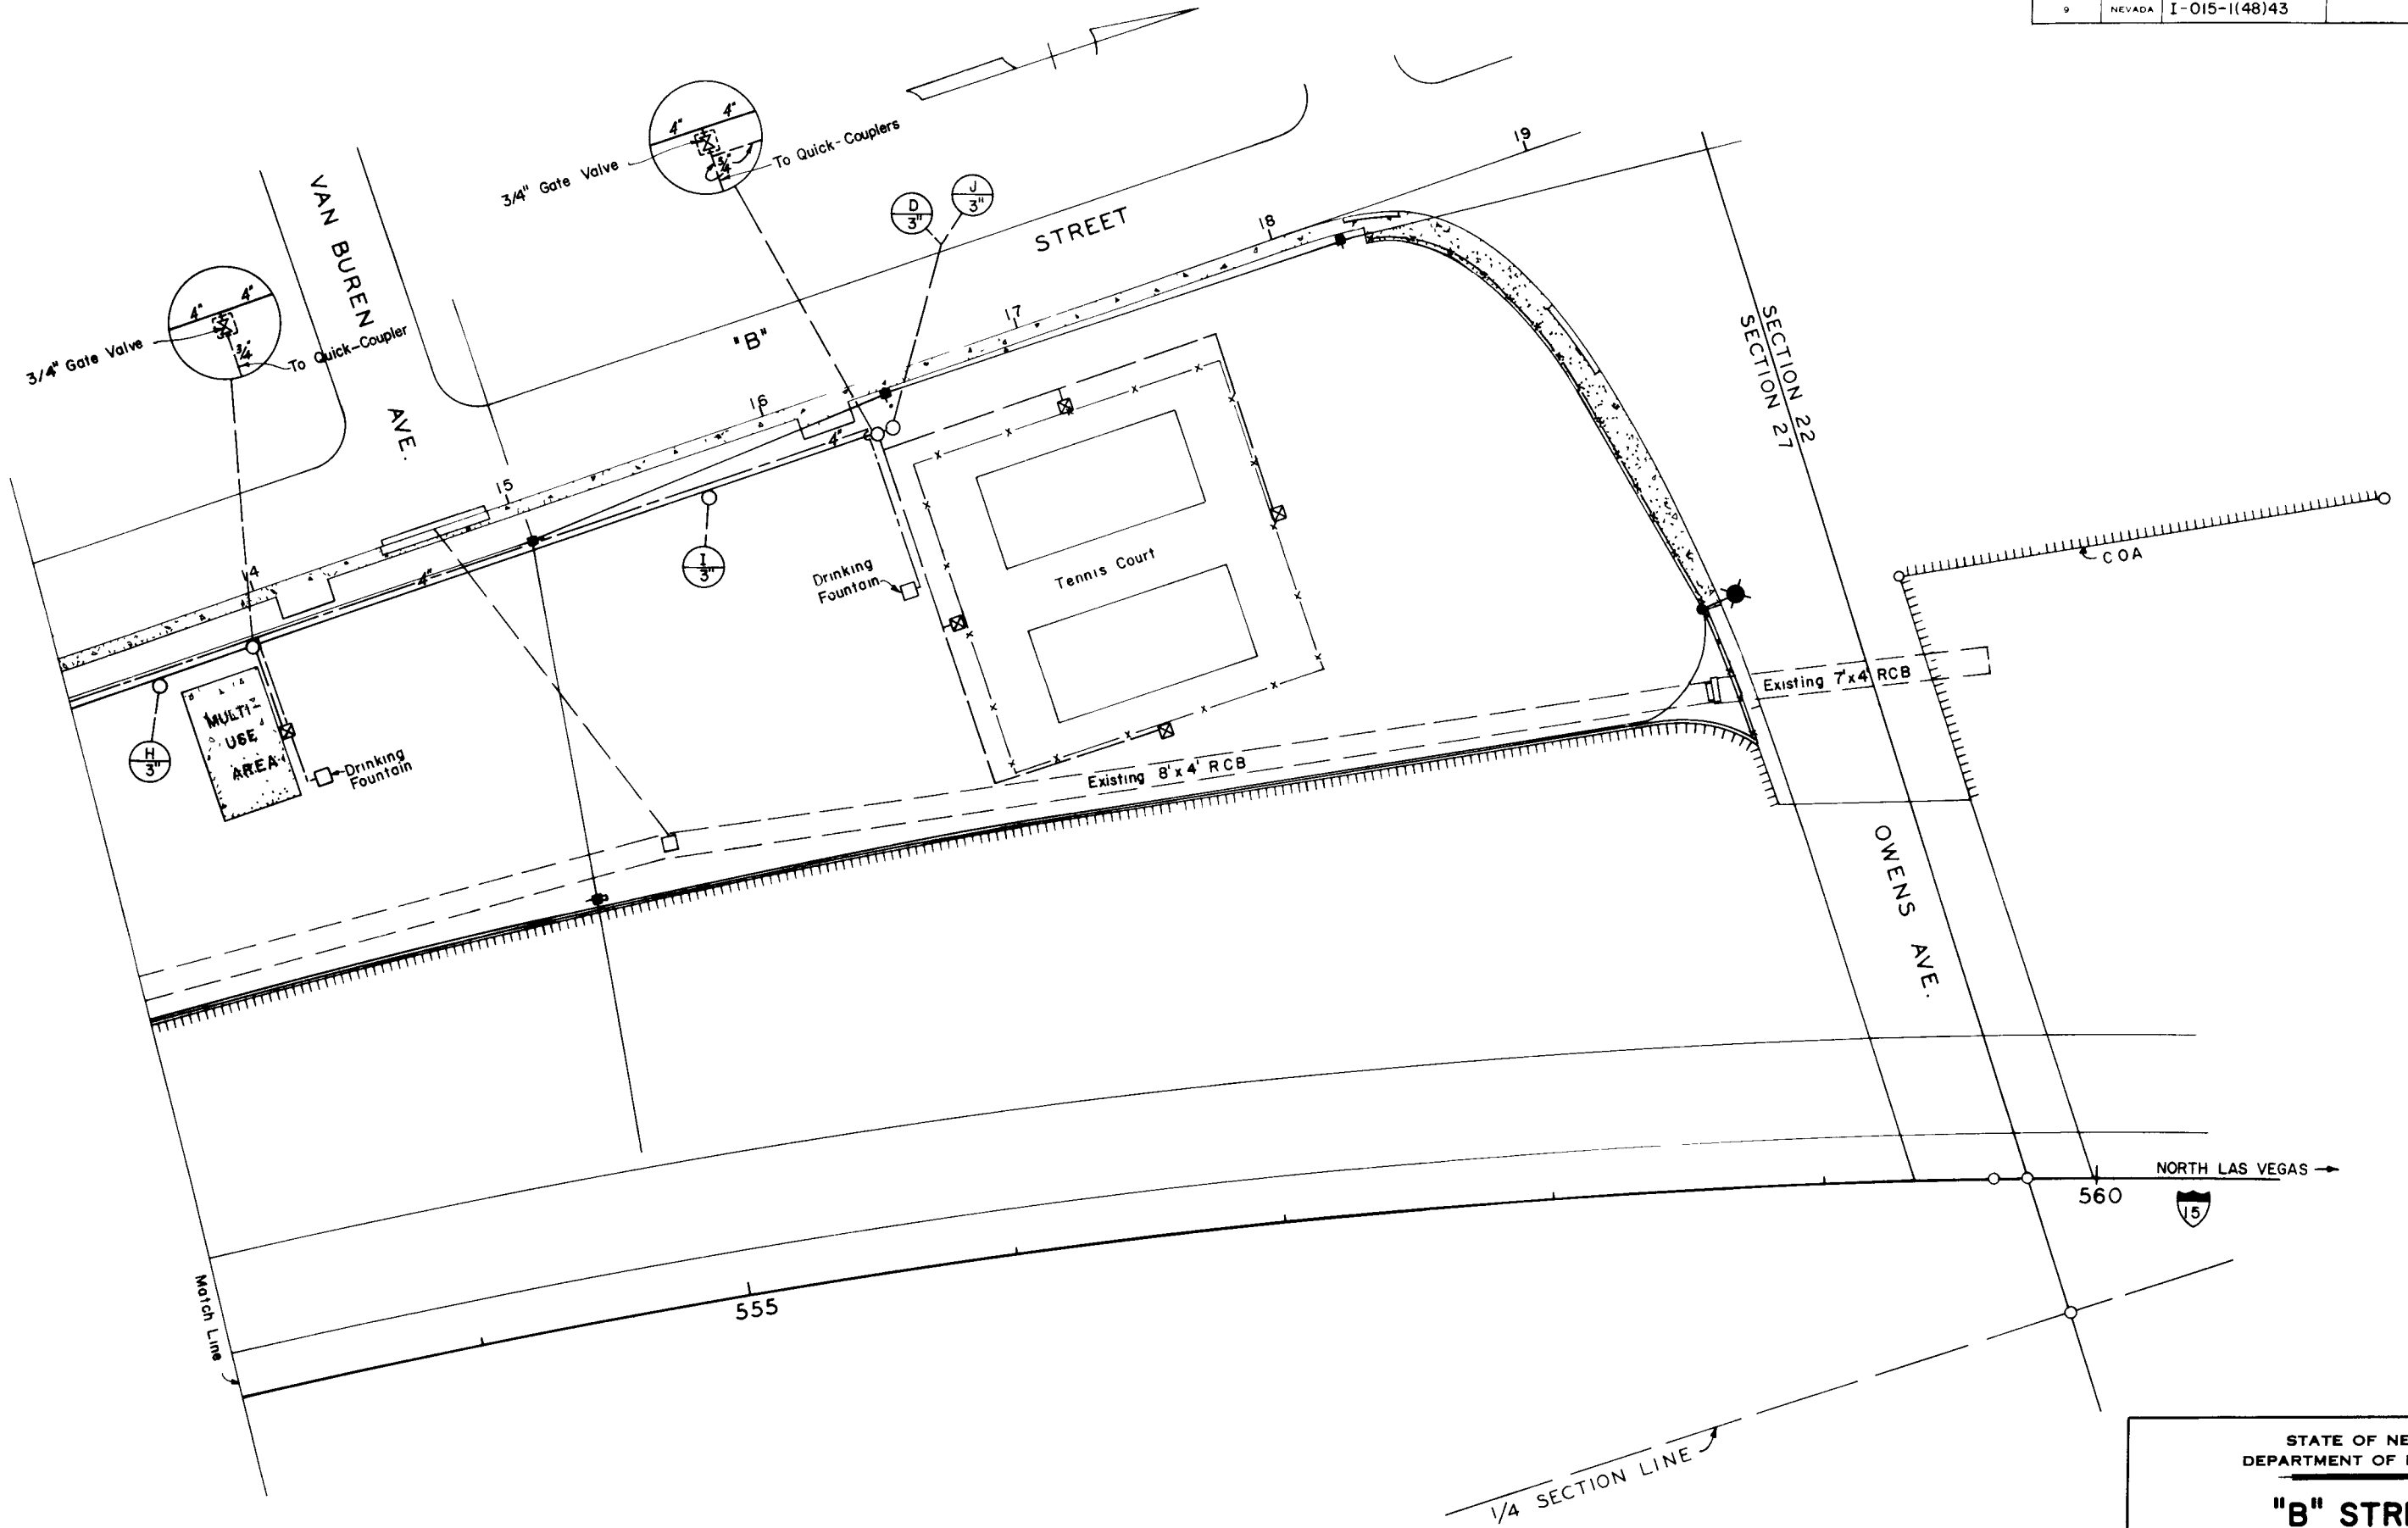 9 NEVADA I-015-1(48)43
4" 4"
3/4" Gate Valve
3/4"
To Quick-Couplers
D
3"
J
3"
19
VAN BUREN AVE.
STREET
18
4" 4"
3/4" Gate Valve
3/4"
To Quick-Coupler
"B"
17
SECTION 22
SECTION 27
16
4"
15
I
3"
Drinking
Fountain
Tennis Court
COA
14
4"
Existing 7'x4' RCB
MULTI-
USE
AREA
H
3"
Drinking
Fountain
Existing 8'x4' RCB
OWENS AVE.
NORTH LAS VEGAS
560
15
Match Line
555
1/4 SECTION LINE
STATE OF NE
DEPARTMENT OF
"B" STR